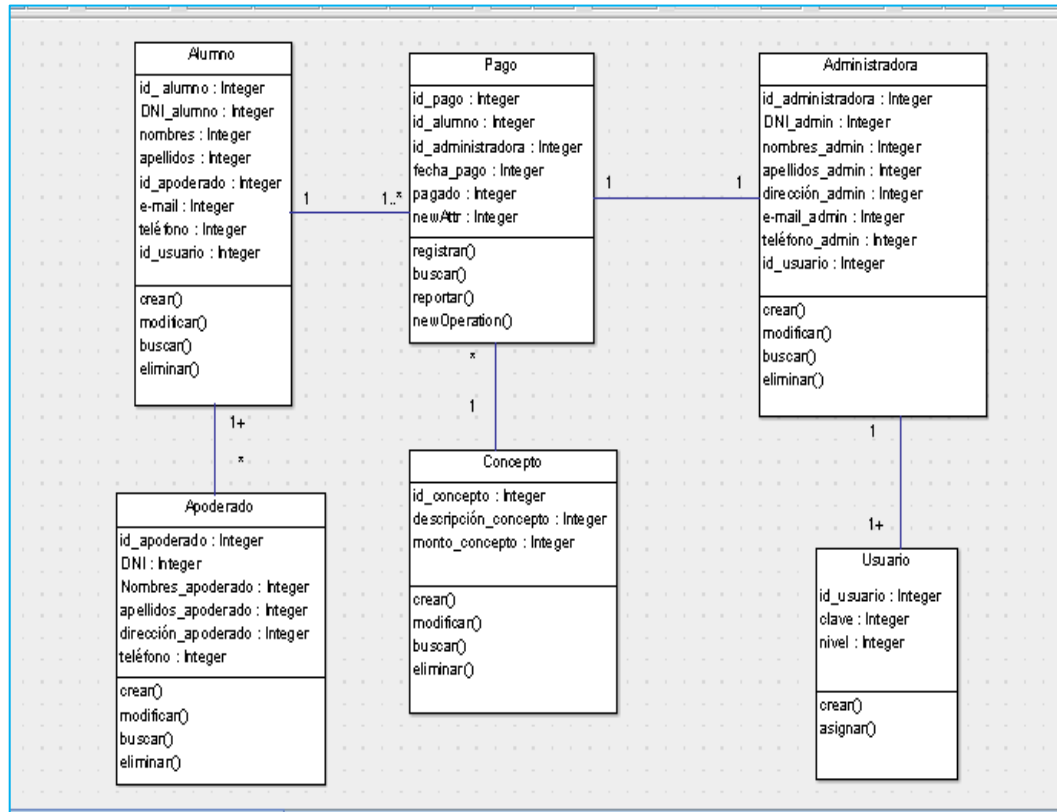 Alumno
id_ alumno : Integer
DNI_alumno : Integer
nombres : Integer
apellidos : Integer
id_apoderado : Integer
e-mail : Integer
teléfono : Integer
id_usuario : Integer
crear()
modificar()
buscar()
eliminar()
1
1..*
Pago
id_pago : Integer
id_alumno : Integer
id_administradora : Integer
fecha_pago : Integer
pagado : Integer
newAttr : Integer
registrar()
buscar()
reportar()
newOperation()
1
1
Administradora
id_administradora : Integer
DNI_admin : Integer
nombres_admin : Integer
apellidos_admin : Integer
dirección_admin : Integer
e-mail_admin : Integer
teléfono_admin : Integer
id_usuario : Integer
crear()
modificar()
buscar()
eliminar()
1+
*
Apoderado
id_apoderado : Integer
DNI : Integer
Nombres_apoderado : Integer
apellidos_apoderado : Integer
dirección_apoderado : Integer
teléfono : Integer
crear()
modificar()
buscar()
eliminar()
*
1
Concepto
id_concepto : Integer
descripción_concepto : Integer
monto_concepto : Integer
crear()
modificar()
buscar()
eliminar()
1
1+
Usuario
id_usuario : Integer
clave : Integer
nivel : Integer
crear()
asignar()